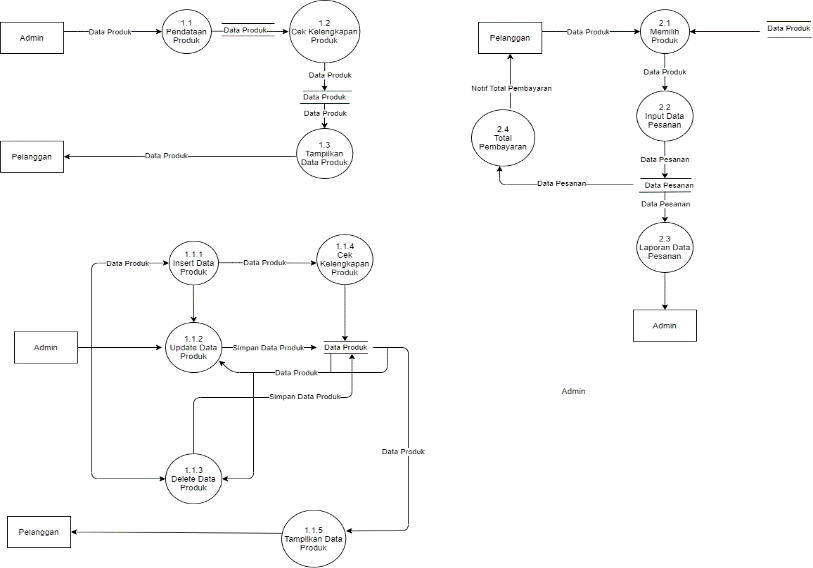 Admin
Data Produk
1.1
Pendataan
Produk
Data Produk
1.2
Cek Kelengkapan
Produk
Data Produk
Data Produk
Data Produk
1.3
Tampilkan
Data Produk
Data Produk
Pelanggan
Pelanggan
Data Produk
2.1
Memilih
Produk
Data Produk
Data Produk
Notif Total Pembayaran
2.2
Input Data
Pesanan
2.4
Total
Pembayaran
Data Pesanan
Data Pesanan
Data Pesanan
Data Pesanan
2.3
Laporan Data
Pesanan
Admin
Admin
Data Produk
1.1.1
Insert Data
Produk
Data Produk
1.1.4
Cek
Kelengkapan
Produk
Admin
1.1.2
Update Data
Produk
Simpan Data Produk
Data Produk
Data Produk
Simpan Data Produk
1.1.3
Delete Data
Produk
Data Produk
Pelanggan
1.1.5
Tampilkan Data
Produk